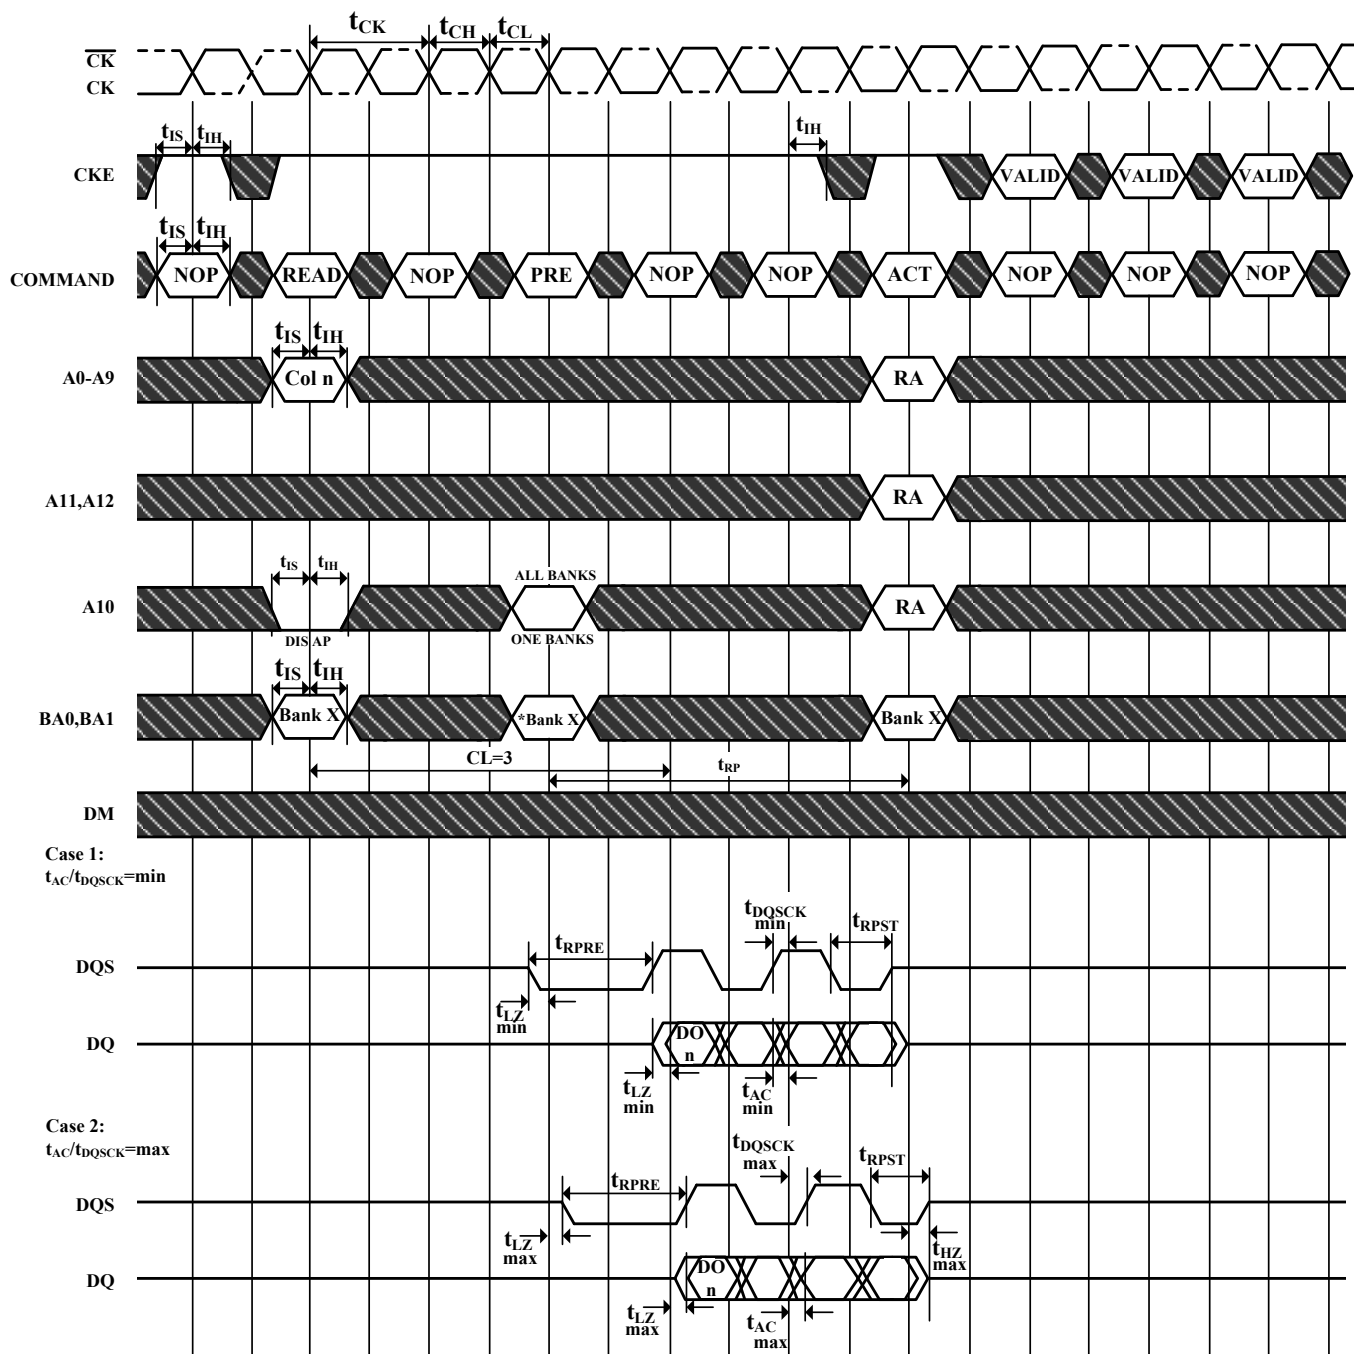 tCK tCH tCL
CK
CK
tIS tIH tIH
CKE VALID VALID VALID
tIS tIH
COMMAND NOP READ NOP PRE NOP NOP ACT NOP NOP NOP
tIS tIH
A0-A9 Col n RA
A11,A12 RA
tIS tIH ALL BANKS
A10 RA
DIS AP ONE BANKS
tIS tIH
BA0,BA1 Bank X *Bank X Bank X
CL=3 tRP
DM
Case 1:
tAC/tDQSCK=min
tDQSCK min tRPST
tRPRE
DQS
tLZ min
DQ DO n
tLZ min tAC min
Case 2:
tAC/tDQSCK=max
tDQSCK max tRPST
tRPRE
DQS
tLZ max tHZ max
DQ DO n
tLZ max tAC max